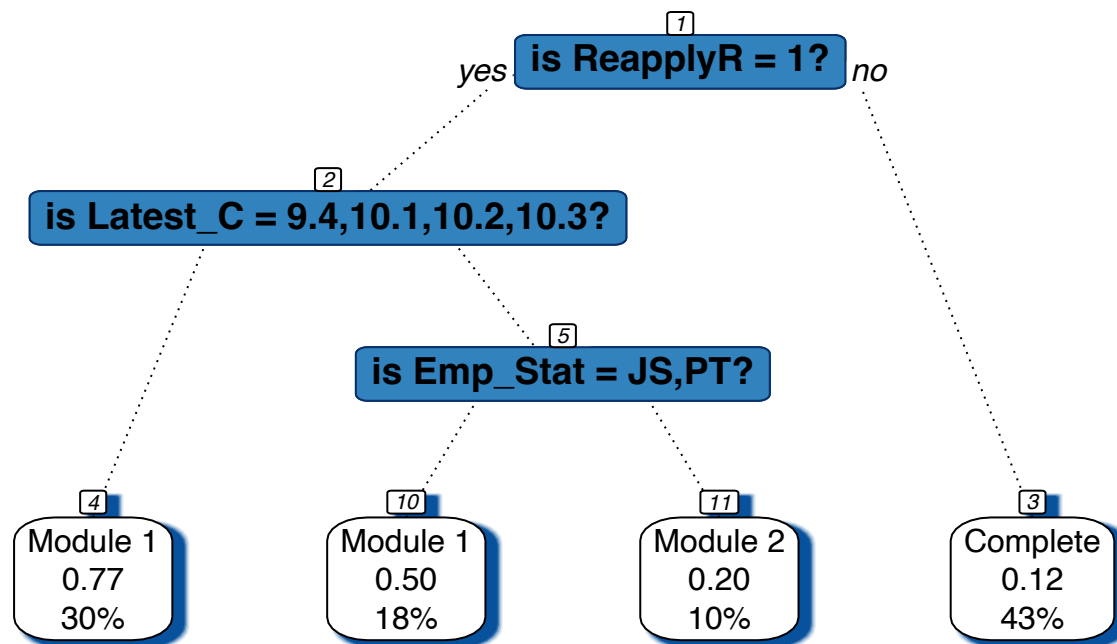 1
is ReapplyR = 1?
yes
no
2
is Latest_C = 9.4,10.1,10.2,10.3?
5
is Emp_Stat = JS,PT?
4
Module 1
0.77
30%
10
Module 1
0.50
18%
11
Module 2
0.20
10%
3
Complete
0.12
43%